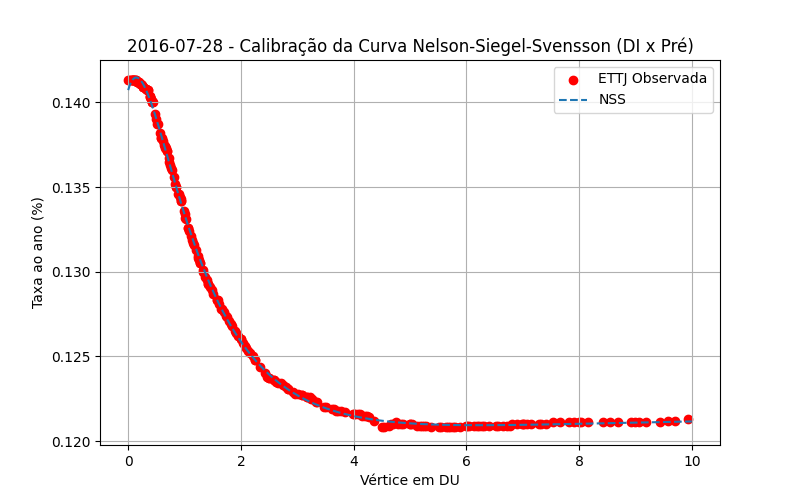 2016-07-28 - Calibração da Curva Nelson-Siegel-Svensson (DI x Pré)
ETTJ Observada
NSS
Taxa ao ano (%)
0.140
0.135
0.130
0.125
0.120
0
2
4
6
8
10
Vértice em DU